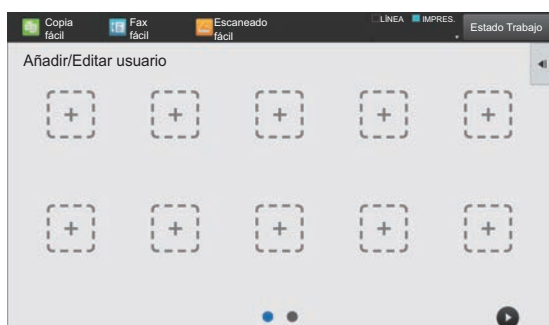 Copia
fácil
Fax
fácil
Escaneado
fácil
LÍNEA
IMPRES.
Estado Trabajo
Añadir/Editar usuario